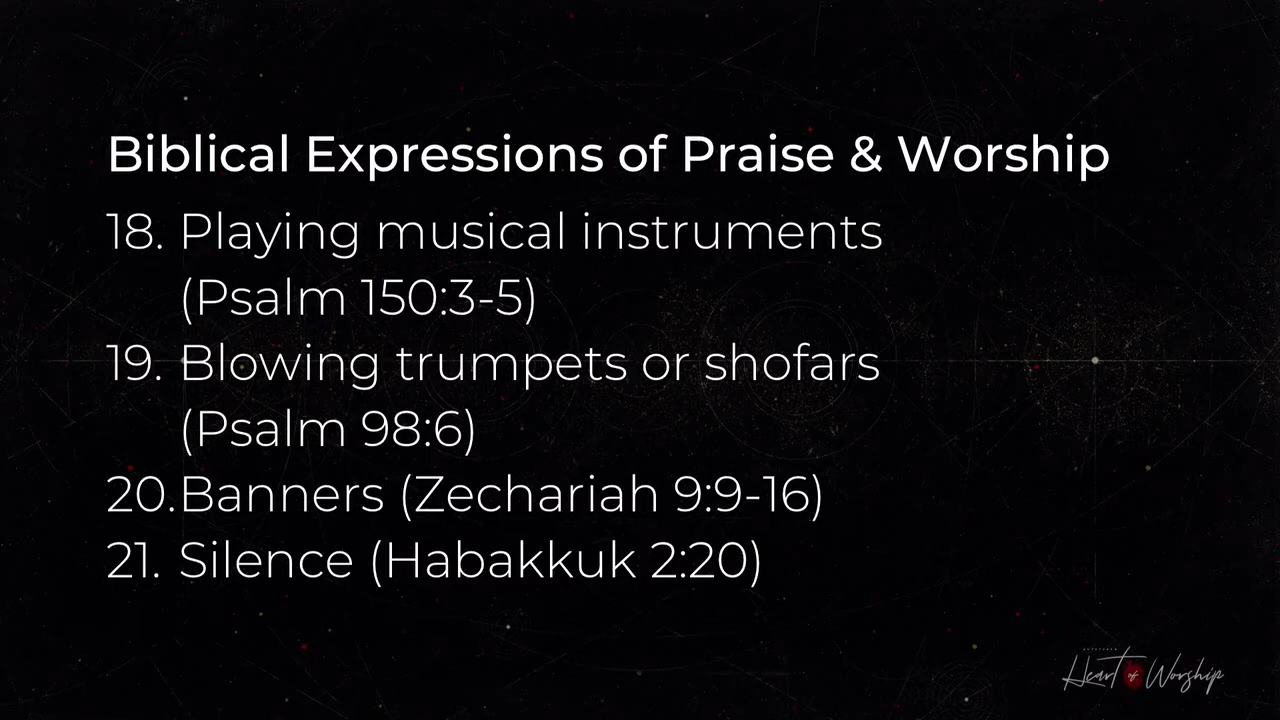 Biblical Expressions of Praise & Worship
18. Playing musical instruments
(Psalm 150:3-5)
19. Blowing trumpets or shofars
(Psalm 98:6)
20.Banners (Zechariah 9:9-16)
21. Silence (Habakkuk 2:20)
Heart of Worship